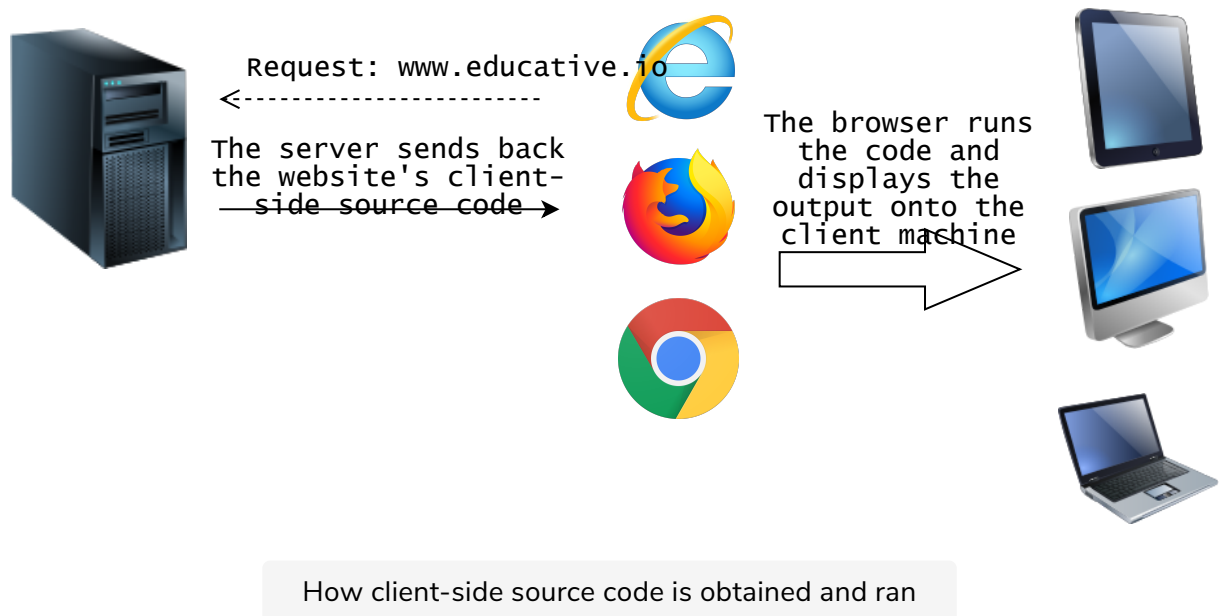 Request: www.educative.io
The server sends back
the website's client-
side source code
The browser runs
the code and
displays the
output onto the
client machine
How client-side source code is obtained and ran